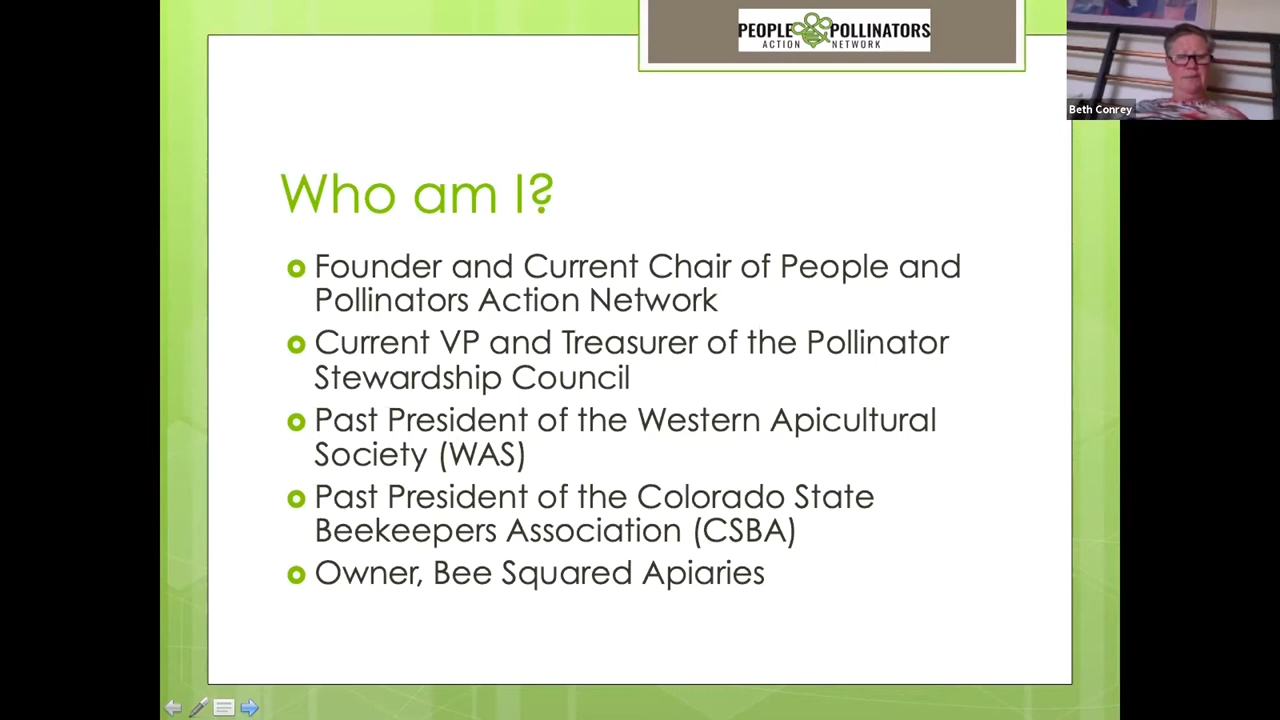 PEOPLE POLLINATORS
ACTION NETWORK
Beth Conrey
Who am I?
Founder and Current Chair of People and
Pollinators Action Network
Current VP and Treasurer of the Pollinator
Stewardship Council
Past President of the Western Apicultural
Society (WAS)
Past President of the Colorado State
Beekeepers Association (CSBA)
Owner, Bee Squared Apiaries